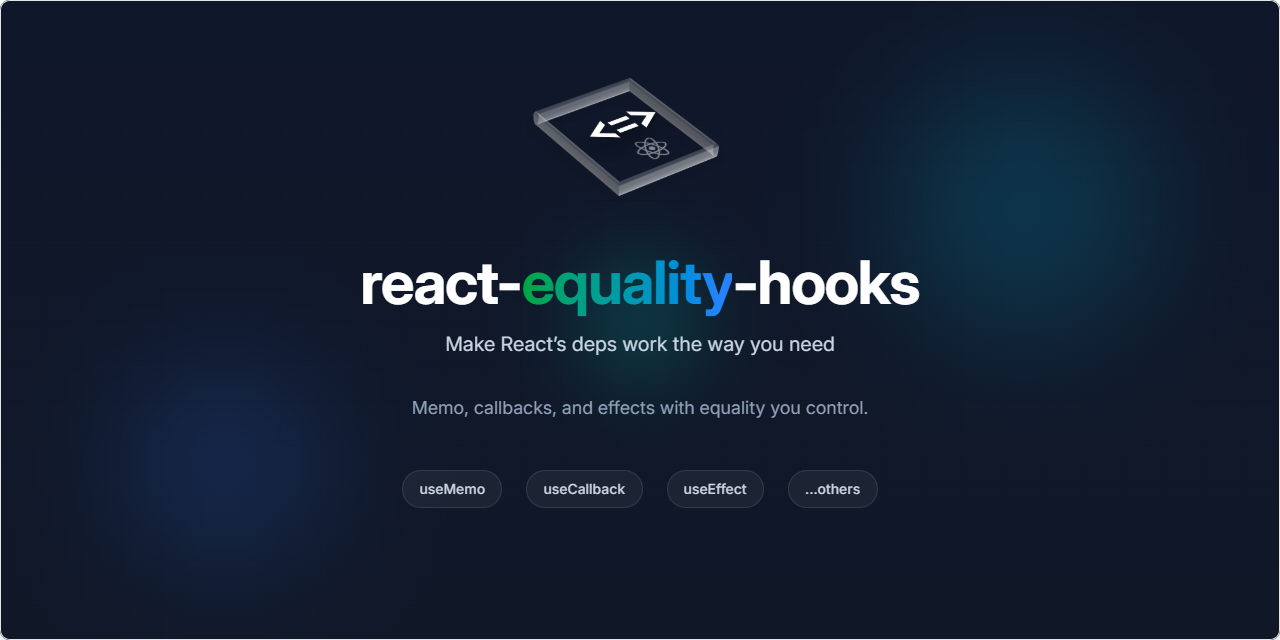 react-equality-hooks
Make React’s deps work the way you need
Memo, callbacks, and effects with equality you control.
useMemo
useCallback
useEffect
...others